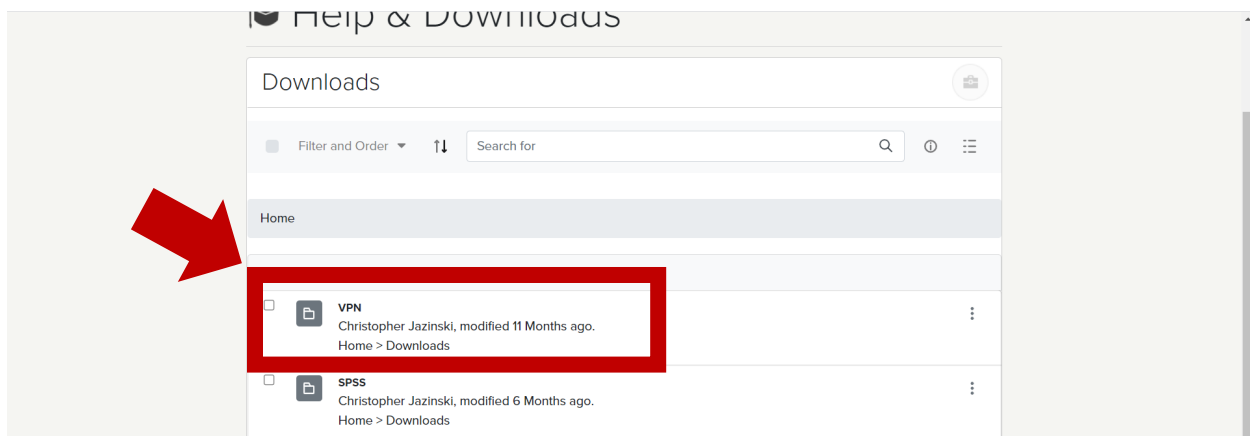 Help & Downloads
Downloads
Filter and Order
Search for
Home
VPN
Christopher Jazinski, modified 11 Months ago.
Home > Downloads
SPSS
Christopher Jazinski, modified 6 Months ago.
Home > Downloads